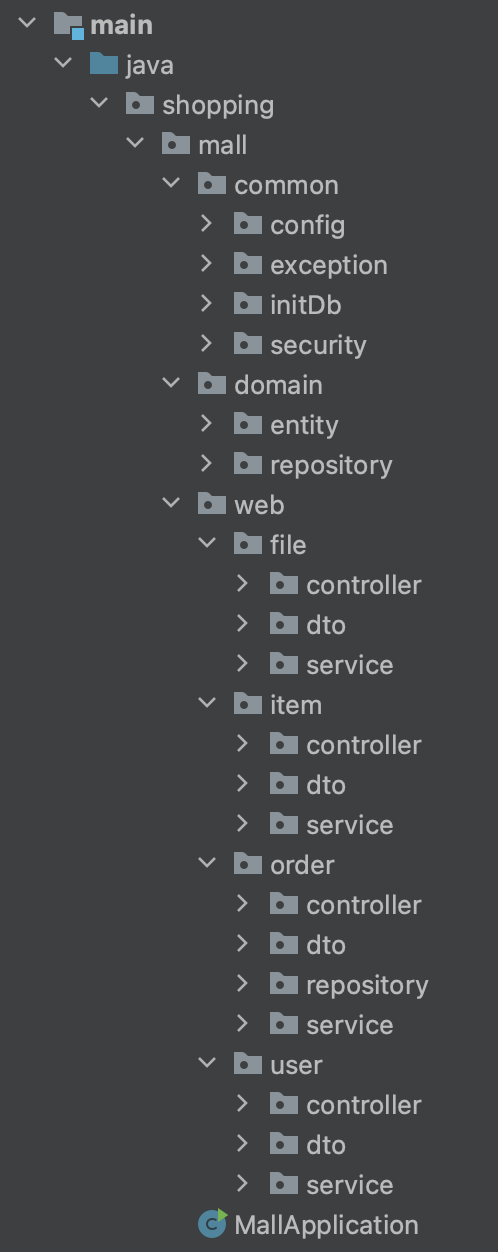 main
java
shopping
mall
common
config
exception
initDb
security
domain
entity
repository
web
file
controller
dto
service
item
controller
dto
service
order
controller
dto
repository
service
user
controller
dto
service
C MallApplication